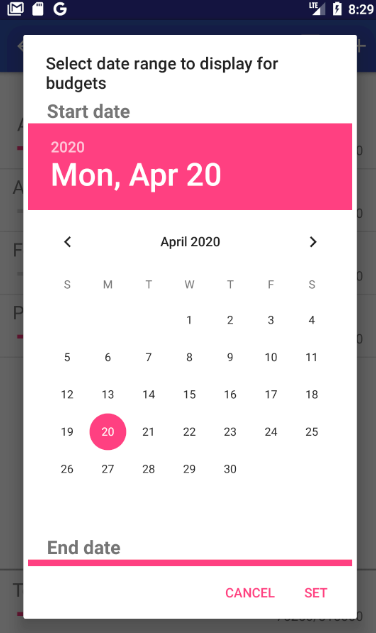 LTE 8:29
Select date range to display for
budgets
Start date
2020
Mon, Apr 20
April 2020
S M T W T F S
1 2 3 4
5 6 7 8 9 10 11
12 13 14 15 16 17 18
19 20 21 22 23 24 25
26 27 28 29 30
End date
CANCEL SET